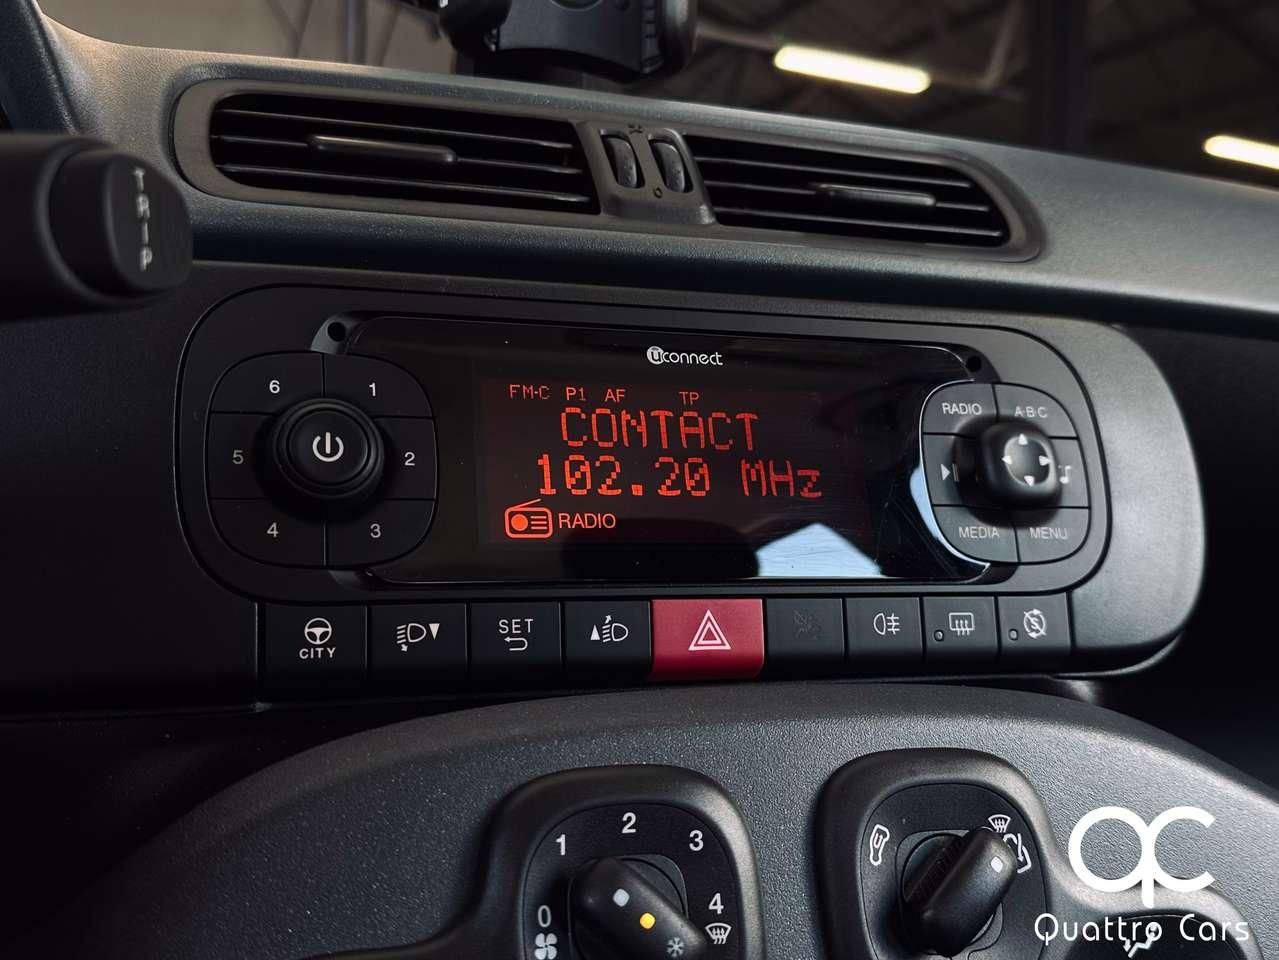 TRIP
uconnect
FM-C P1 AF TP
CONTACT
102.20 MHz
RADIO
6 1
5 2
4 3
RADIO A·B·C
MEDIA MENU
CITY
SET
0 1 2 3 4
QC
Quattro Cars